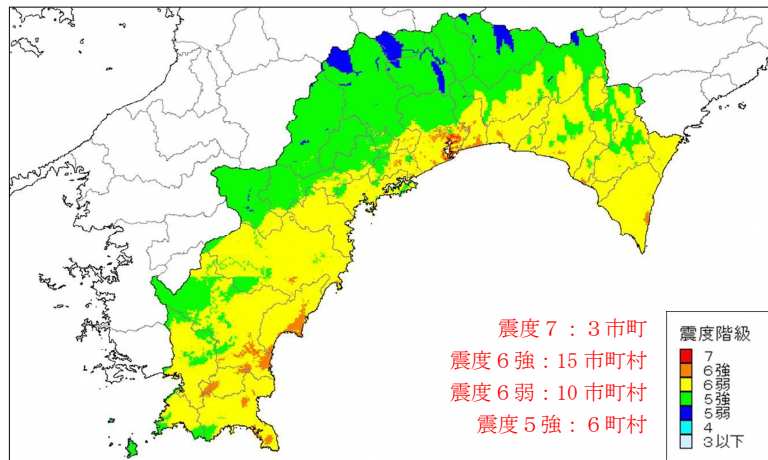 震度７：３市町
震度６強：15 市町村
震度６弱：10 市町村
震度５強：６町村
震度階級
7
6強
6弱
5強
5弱
4
3以下